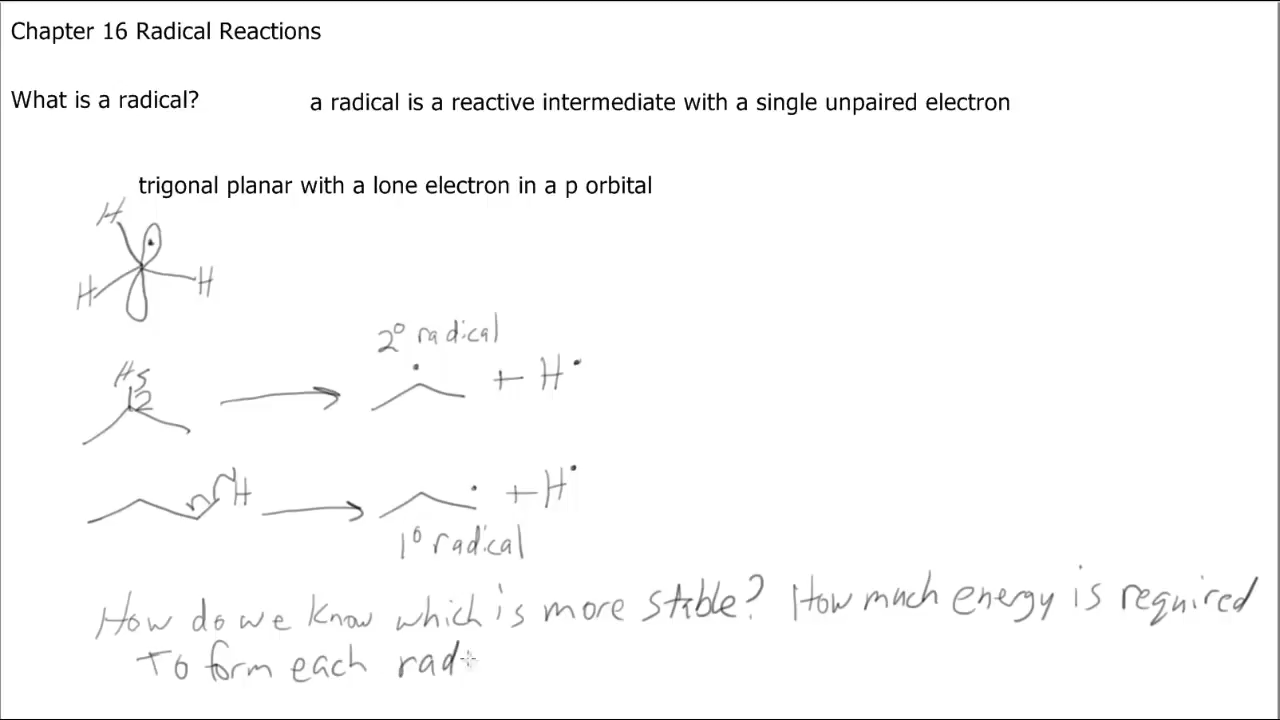 Chapter 16 Radical Reactions
What is a radical? a radical is a reactive intermediate with a single unpaired electron
trigonal planar with a lone electron in a p orbital
H
H H
2° radical
H + H•
H + H•
1° radical
How do we know which is more stable? How much energy is required
To form each rad